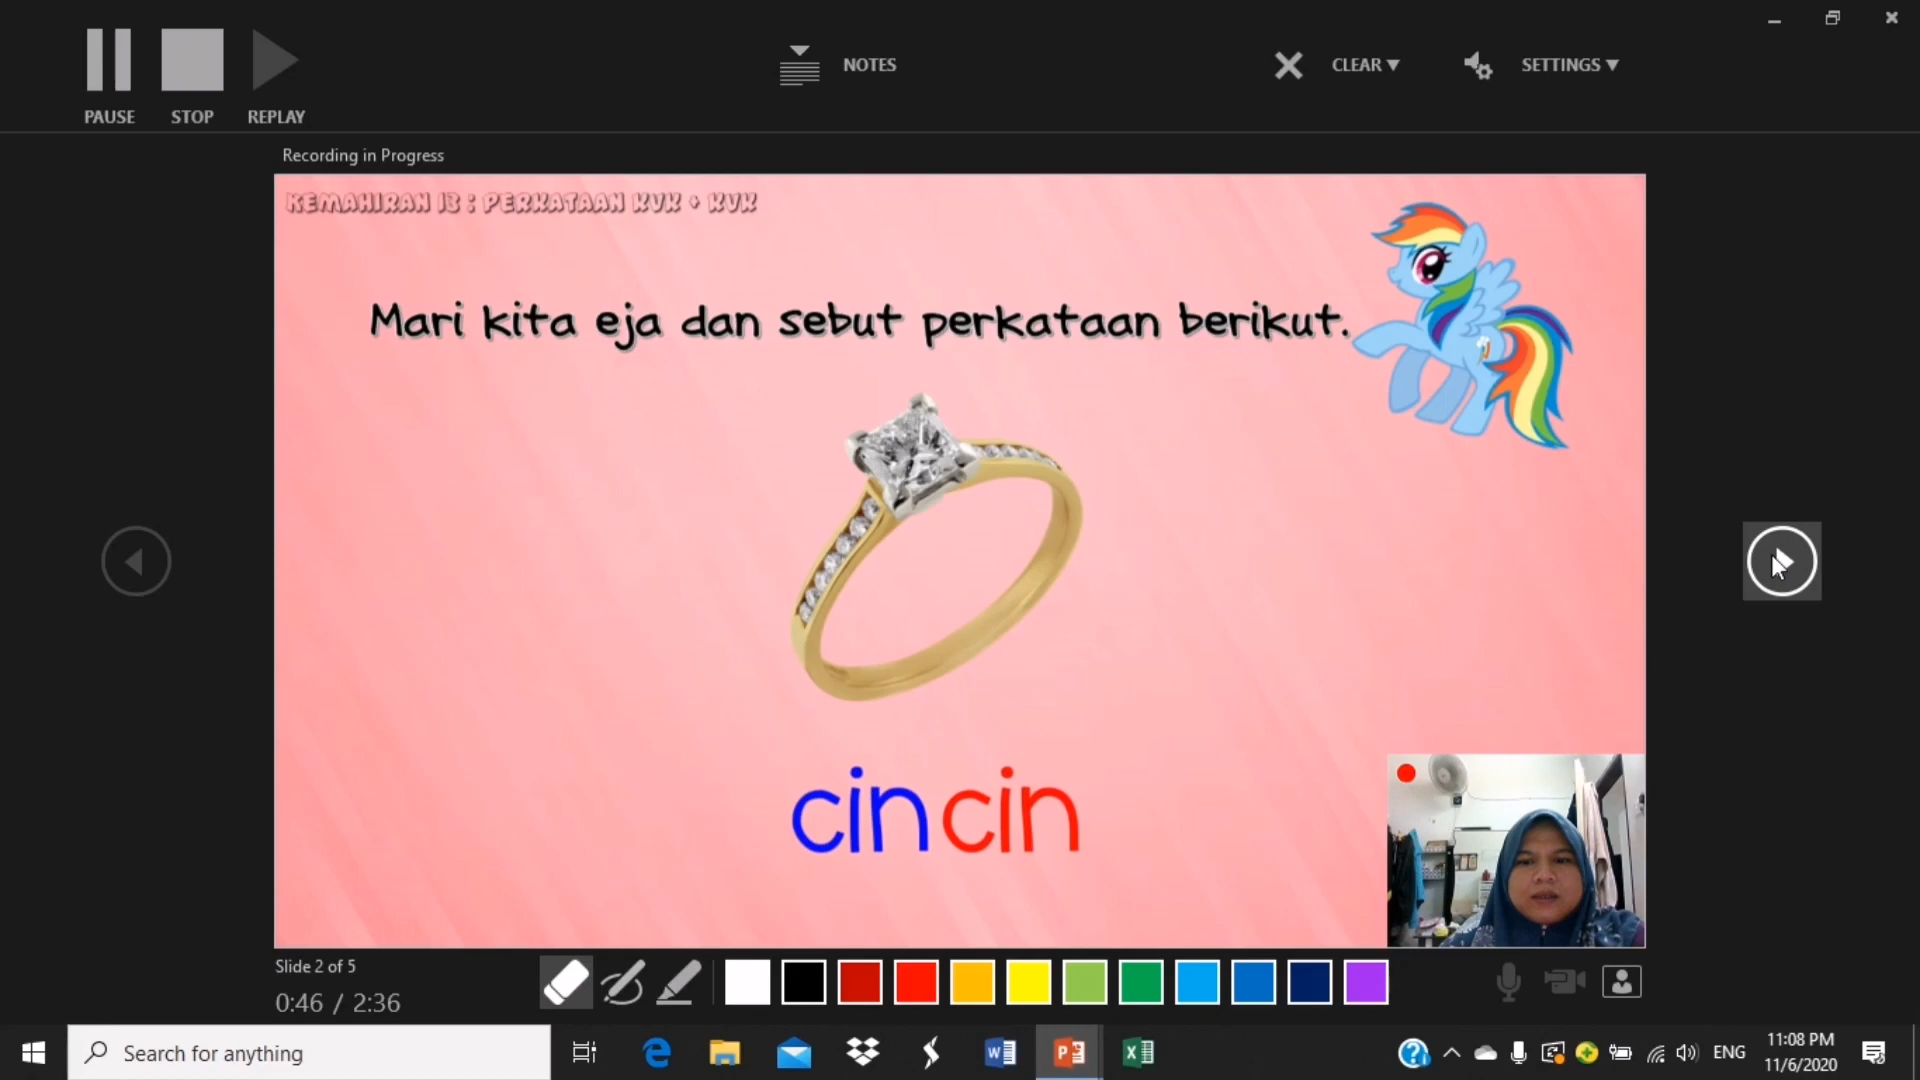 PAUSE
STOP
REPLAY
NOTES
CLEAR
SETTINGS
Recording in Progress
KEMAHIRAN 13 : PERKATAAN KVK + KVK
Mari kita eja dan sebut perkataan berikut.
cincin
Slide 2 of 5
0:46 / 2:36
Search for anything
ENG
11:08 PM
11/6/2020